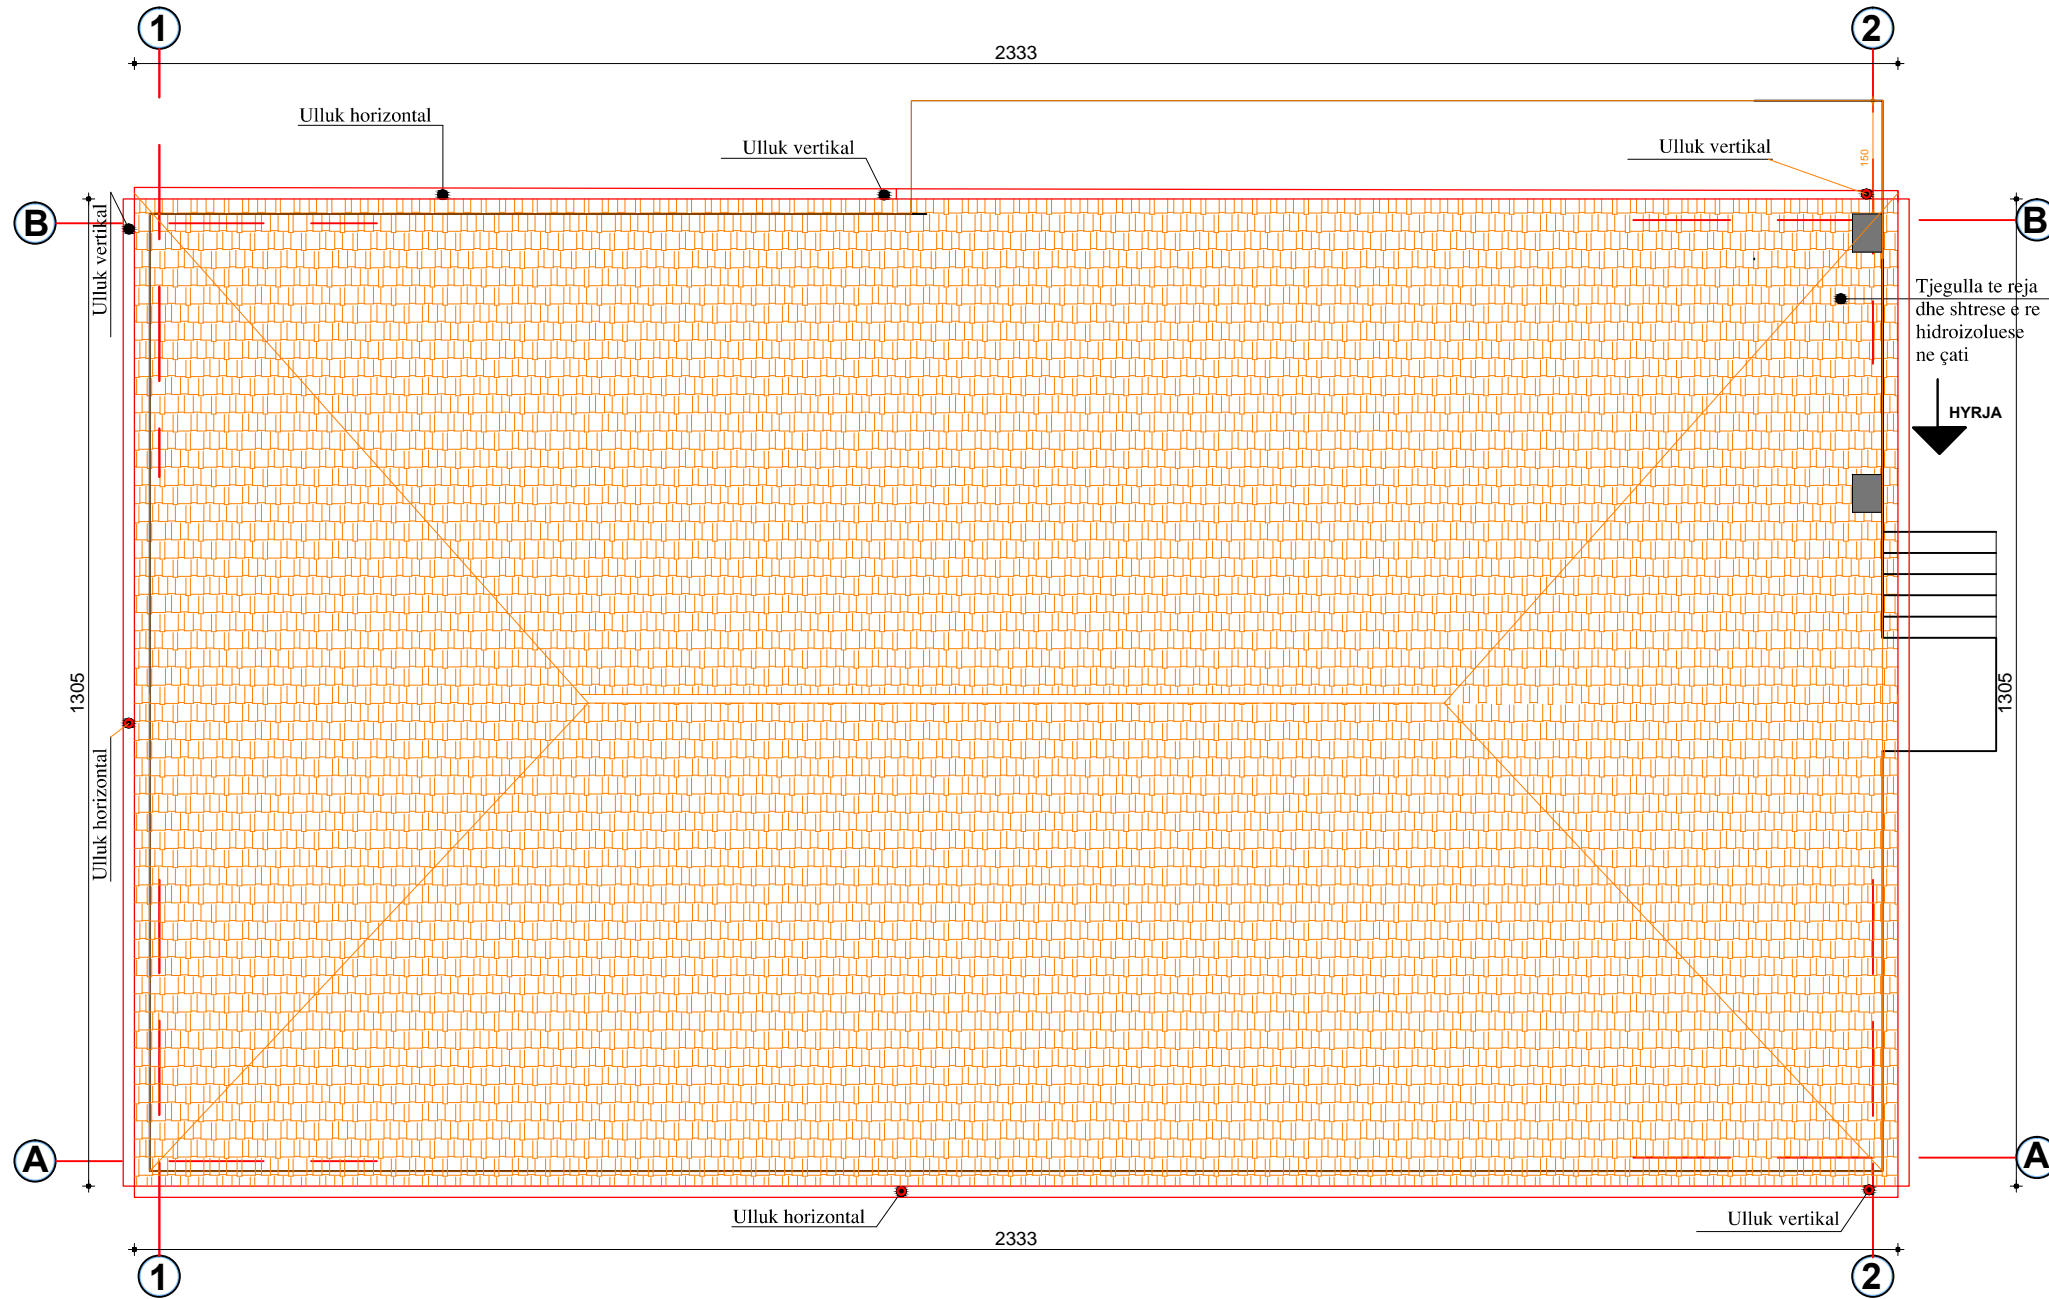 1
2
2333
Ulluk horizontal
Ulluk vertikal
Ulluk vertikal
150
B
Ulluk vertikal
B
Tjegulla te reja
dhe shtrese e re
hidroizoluese
ne çati
HYRJA
1305
1305
Ulluk horizontal
A
A
Ulluk horizontal
Ulluk vertikal
2333
1
2